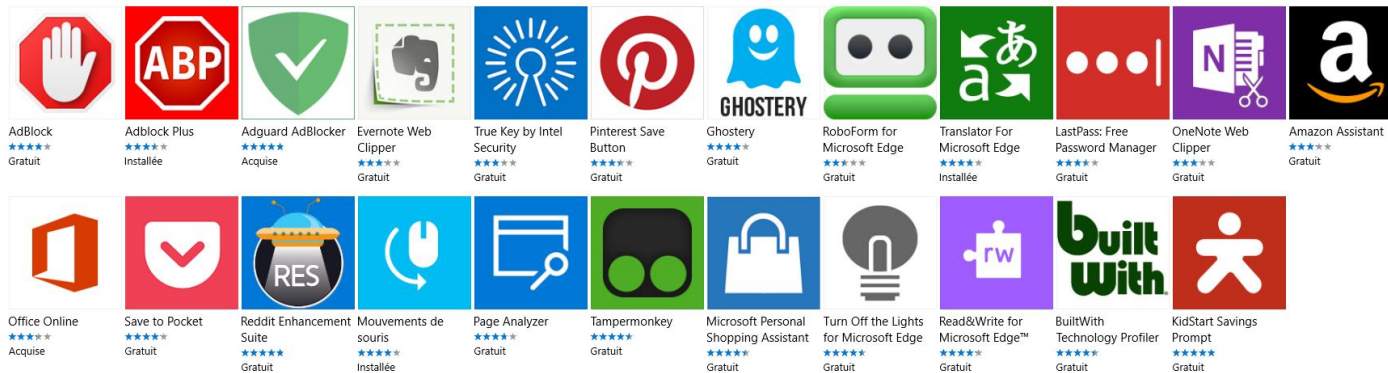 ABP
GHOSTERY
あ
a
N
a
AdBlock
Gratuit
Adblock Plus
Installée
Adguard AdBlocker
Acquise
Evernote Web
Clipper
Gratuit
True Key by Intel
Security
Gratuit
Pinterest Save
Button
Gratuit
Ghostery
Gratuit
RoboForm for
Microsoft Edge
Gratuit
Translator For
Microsoft Edge
Installée
LastPass: Free
Password Manager
Gratuit
OneNote Web
Clipper
Gratuit
Amazon Assistant
Gratuit
RES
rw
built
With
Office Online
Acquise
Save to Pocket
Gratuit
Reddit Enhancement
Suite
Gratuit
Mouvements de
souris
Installée
Page Analyzer
Gratuit
Tampermonkey
Gratuit
Microsoft Personal
Shopping Assistant
Gratuit
Turn Off the Lights
for Microsoft Edge
Gratuit
Read&Write for
Microsoft Edge™
Gratuit
BuiltWith
Technology Profiler
Gratuit
KidStart Savings
Prompt
Gratuit